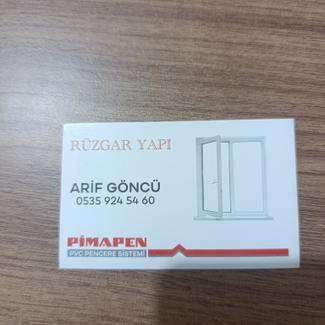 RÜZGAR YAPI
ARİF GÖNCÜ
0535 924 54 60
PİMAPEN
PVC PENCERE SİSTEMİ